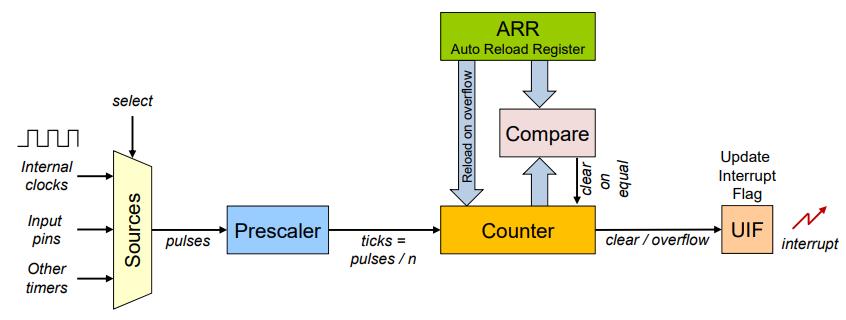 ARR
Auto Reload Register
Reload on overflow
select
Compare
clear
on
equal
Internal
clocks
Input
pins
Other
timers
Sources
pulses
Prescaler
ticks =
pulses / n
Counter
clear / overflow
Update
Interrupt
Flag
UIF
interrupt